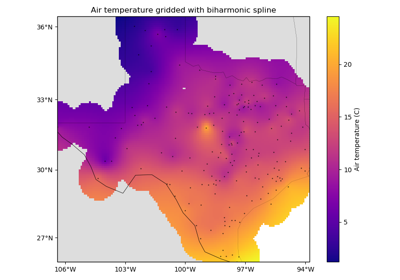 Air temperature gridded with biharmonic spline
36°N
33°N
30°N
27°N
106°W
103°W
100°W
97°W
94°W
20
15
10
5
Air temperature (C)